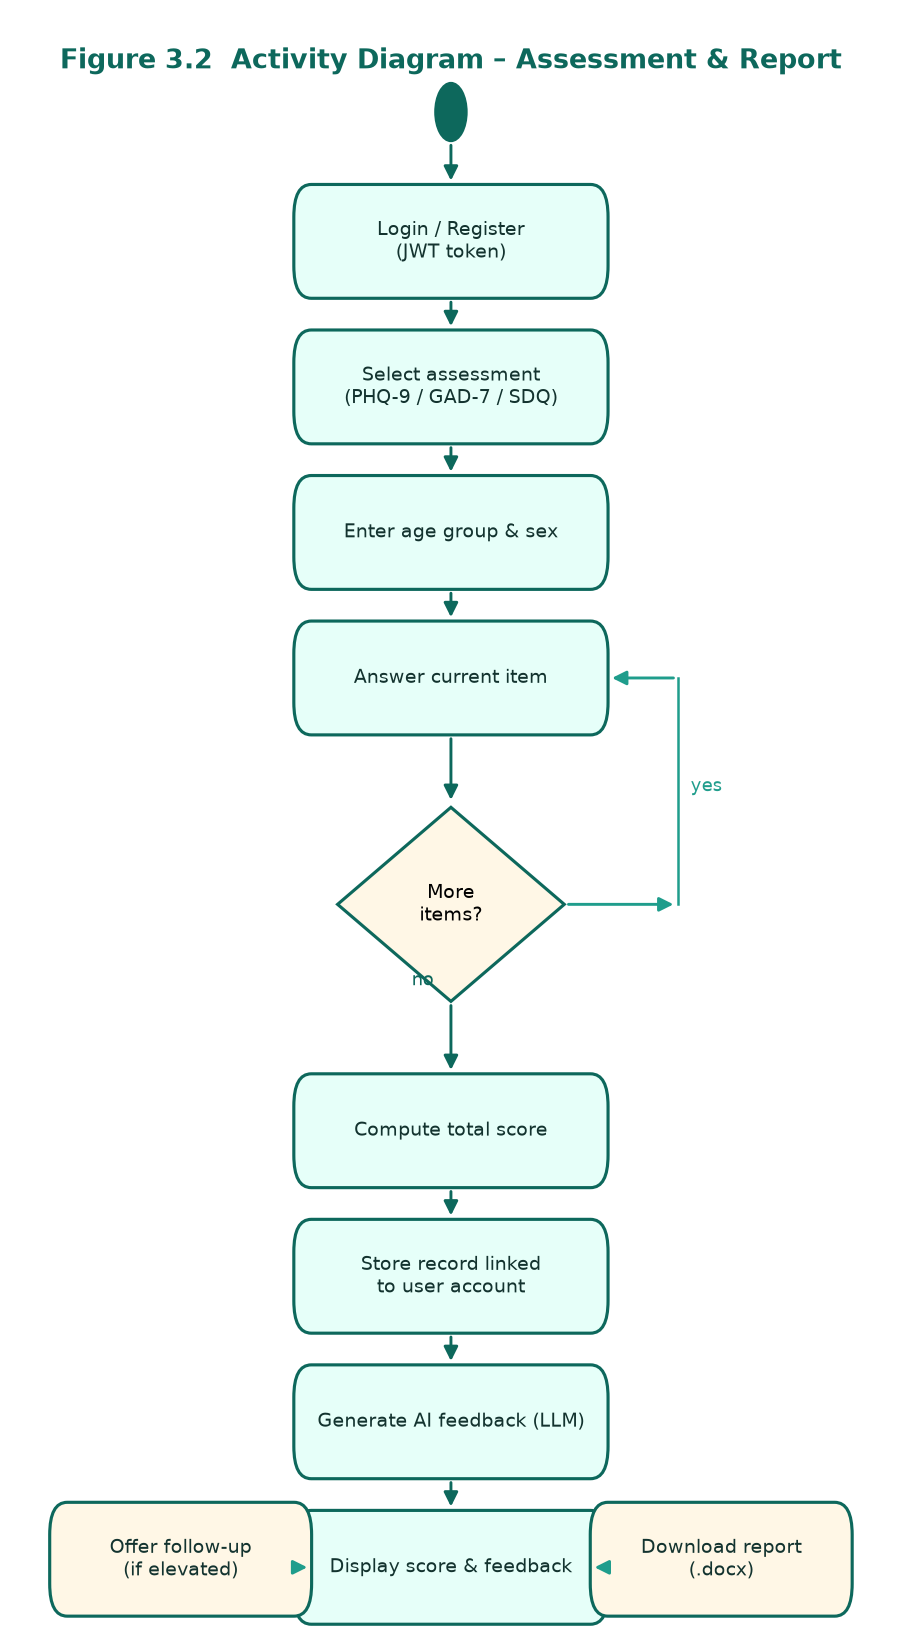 Figure 3.2  Activity Diagram – Assessment & Report
Login / Register
(JWT token)
Select assessment
(PHQ-9 / GAD-7 / SDQ)
Enter age group & sex
Answer current item
yes
More
items?
no
Compute total score
Store record linked
to user account
Generate AI feedback (LLM)
Offer follow-up
(if elevated)
Display score & feedback
Download report
(.docx)